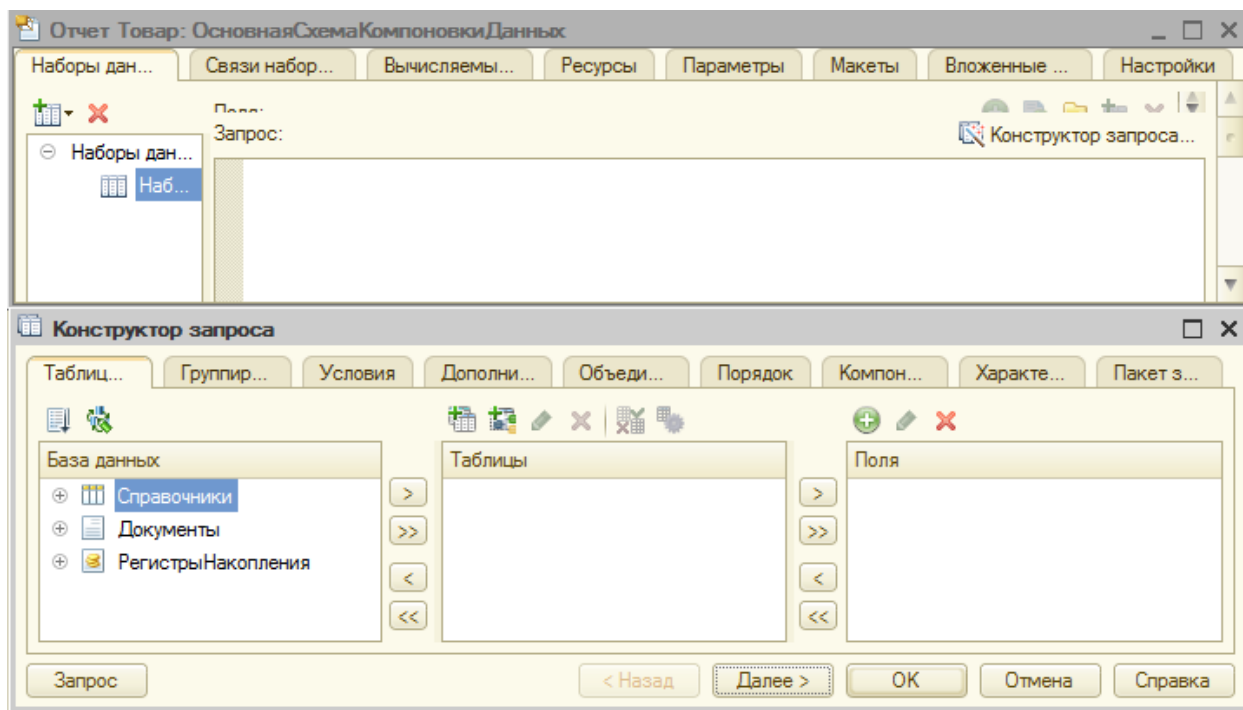 Отчет Товар: ОсновнаяСхемаКомпоновкиДанных
Наборы дан... Связи набор... Вычисляемы... Ресурсы Параметры Макеты Вложенные ... Настройки
Поля:
Запрос: Конструктор запроса...
Наборы дан...
Наб...
Конструктор запроса
Таблиц... Группир... Условия Дополни... Объеди... Порядок Компон... Характе... Пакет з...
База данных Таблицы Поля
Справочники >  >
Документы >> >>
РегистрыНакопления
< <
<< <<
Запрос < Назад Далее > ОК Отмена Справка